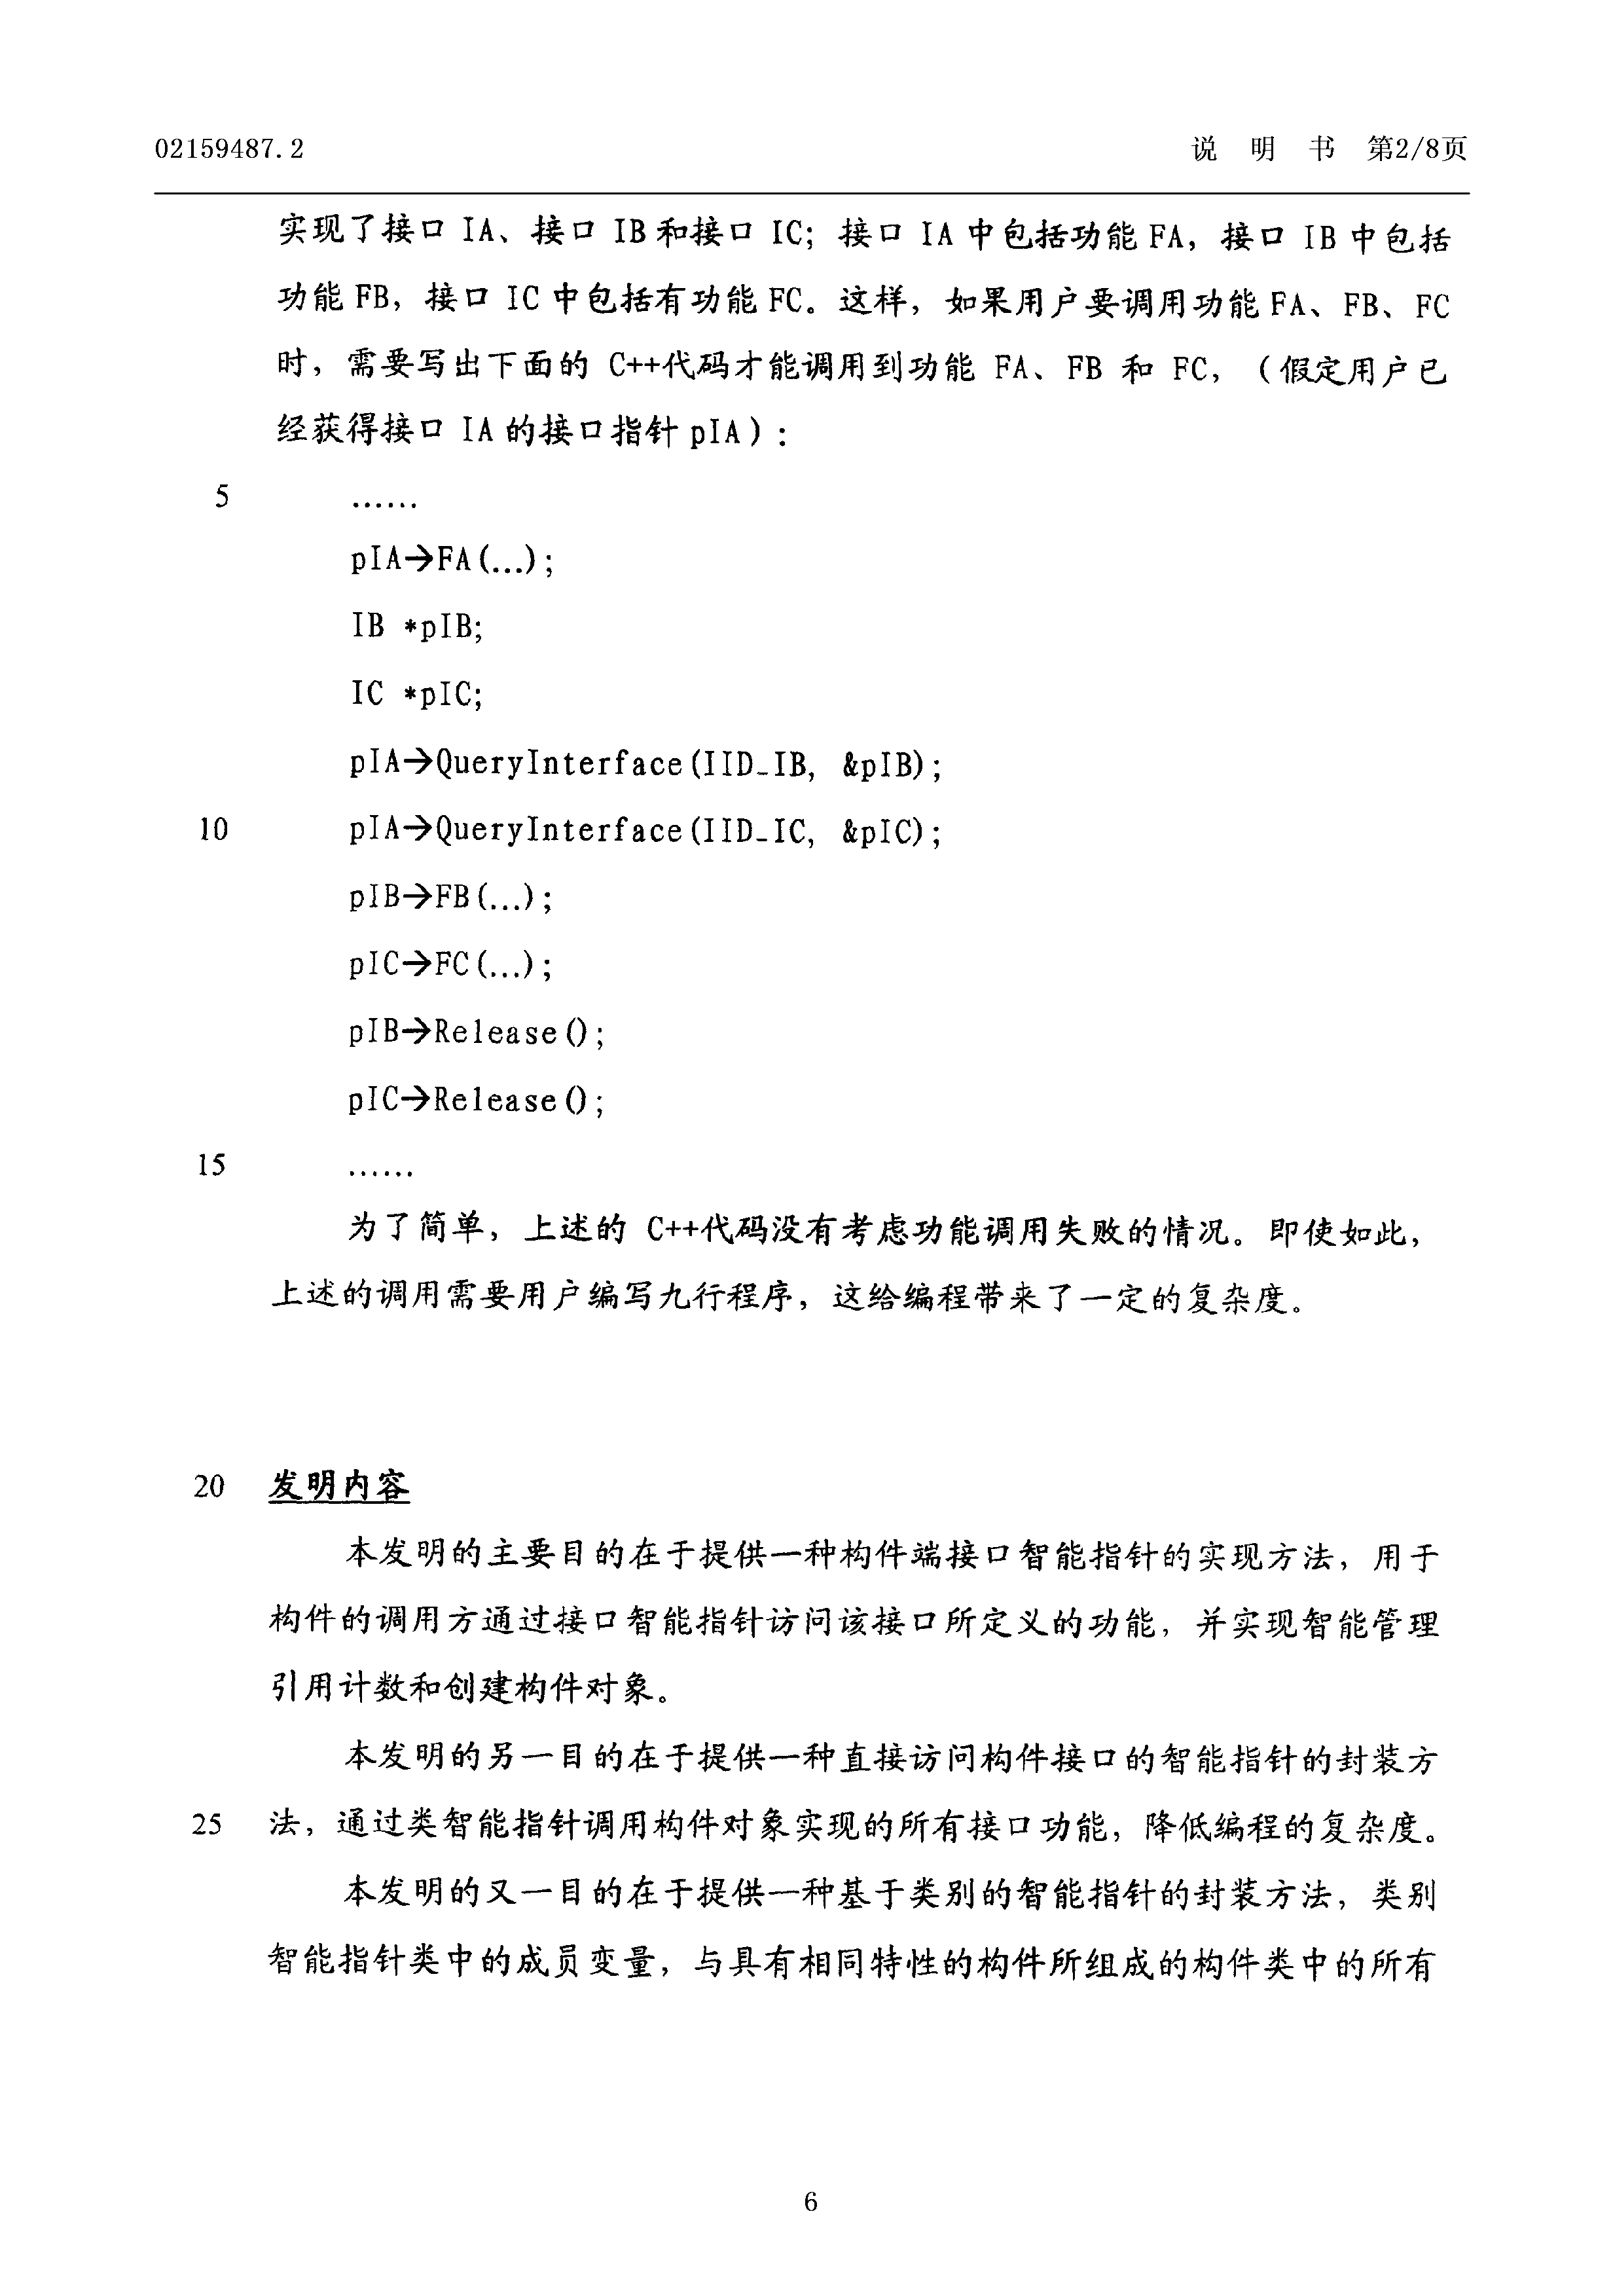 02159487.2
说 明 书 第2/8页
实现了接口 IA、接口 IB 和接口 IC; 接口 IA 中包括功能 FA, 接口 IB 中包括
功能 FB, 接口 IC 中包括有功能 FC。这样, 如果用户要调用功能 FA、FB、FC
时, 需要写出下面的 C++代码才能调用到功能 FA、FB 和 FC, (假定用户已
经获得接口 IA 的接口指针 pIA):
5 ......
pIA→FA(...);
IB *pIB;
IC *pIC;
pIA→QueryInterface(IID_IB, &pIB);
10 pIA→QueryInterface(IID_IC, &pIC);
pIB→FB(...);
pIC→FC(...);
pIB→Release();
pIC→Release();
15 ......
为了简单, 上述的 C++代码没有考虑功能调用失败的情况。即使如此,
上述的调用需要用户编写九行程序, 这给编程带来了一定的复杂度。
20 发明内容
本发明的主要目的在于提供一种构件端接口智能指针的实现方法, 用于
构件的调用方通过接口智能指针访问该接口所定义的功能, 并实现智能管理
引用计数和创建构件对象。
本发明的另一目的在于提供一种直接访问构件接口的智能指针的封装方
25 法, 通过类智能指针调用构件对象实现的所有接口功能, 降低编程的复杂度。
本发明的又一目的在于提供一种基于类别的智能指针的封装方法, 类别
智能指针类中的成员变量, 与具有相同特性的构件所组成的构件类中的所有
6